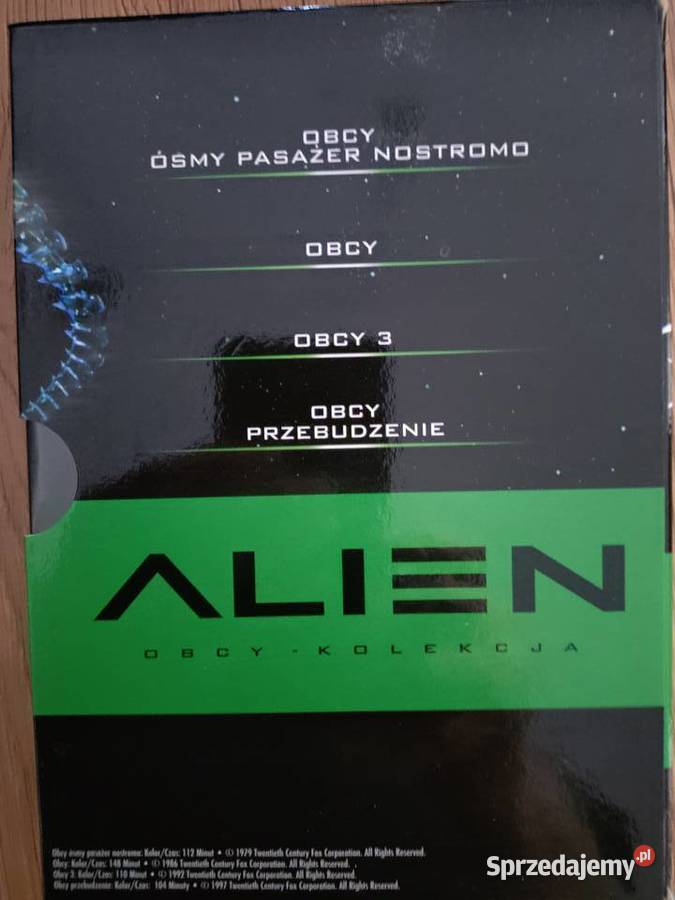 OBCY
ÓSMY PASAŻER NOSTROMO
OBCY
OBCY 3
OBCY
PRZEBUDZENIE
ALIEN
OBCY - KOLEKCJA
Obcy ósmy pasażer nostromo: Kolor/Czas: 112 Minut • © 1979 Twentieth Century Fox Corporation. All Rights Reserved.
Obcy: Kolor/Czas: 148 Minut • © 1986 Twentieth Century Fox Corporation. All Rights Reserved.
Obcy 3: Kolor/Czas: 110 Minut • © 1992 Twentieth Century Fox Corporation. All Rights Reserved.
Obcy przebudzenie: Kolor/Czas: 104 Minuty • © 1997 Twentieth Century Fox Corporation. All Rights Reserved.
Sprzedajemy.pl